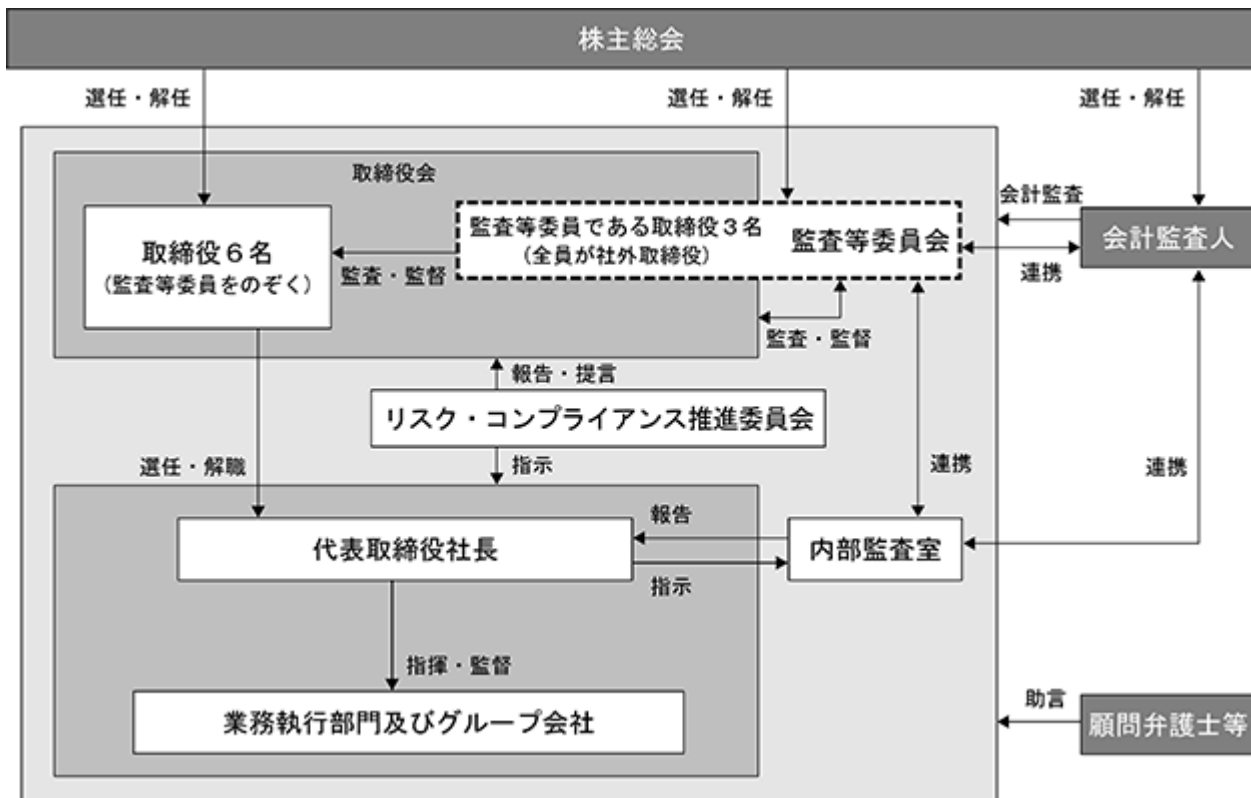 株主総会
選任・解任
選任・解任
選任・解任
取締役会
取締役６名
(監査等委員をのぞく)
監査・監督
監査等委員である取締役３名
(全員が社外取締役)
監査等委員会
会計監査
会計監査人
連携
監査・監督
報告・提言
リスク・コンプライアンス推進委員会
指示
選任・解職
連携
連携
代表取締役社長
報告
指示
内部監査室
指揮・監督
業務執行部門及びグループ会社
助言
顧問弁護士等